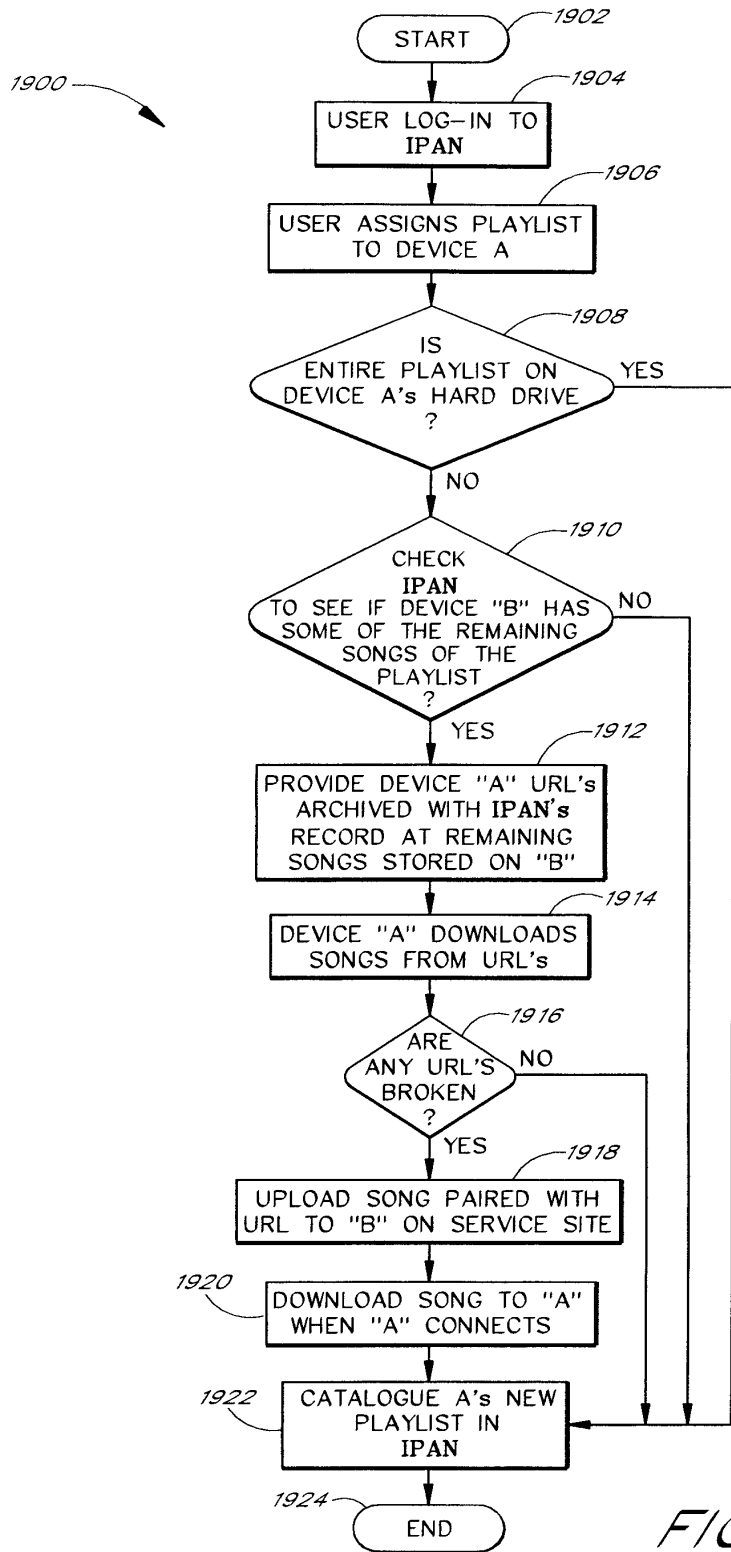 1902
START
1900
1904
USER LOG-IN TO
IPAN
1906
USER ASSIGNS PLAYLIST
TO DEVICE A
1908
IS
ENTIRE PLAYLIST ON
DEVICE A's HARD DRIVE
?
YES
NO
1910
CHECK
IPAN
TO SEE IF DEVICE "B" HAS
SOME OF THE REMAINING
SONGS OF THE
PLAYLIST
?
NO
YES
1912
PROVIDE DEVICE "A" URL's
ARCHIVED WITH IPAN's
RECORD AT REMAINING
SONGS STORED ON "B"
1914
DEVICE "A" DOWNLOADS
SONGS FROM URL's
1916
ARE
ANY URL'S
BROKEN
?
NO
YES
1918
UPLOAD SONG PAIRED WITH
URL TO "B" ON SERVICE SITE
1920
DOWNLOAD SONG TO "A"
WHEN "A" CONNECTS
1922
CATALOGUE A's NEW
PLAYLIST IN
IPAN
1924
END